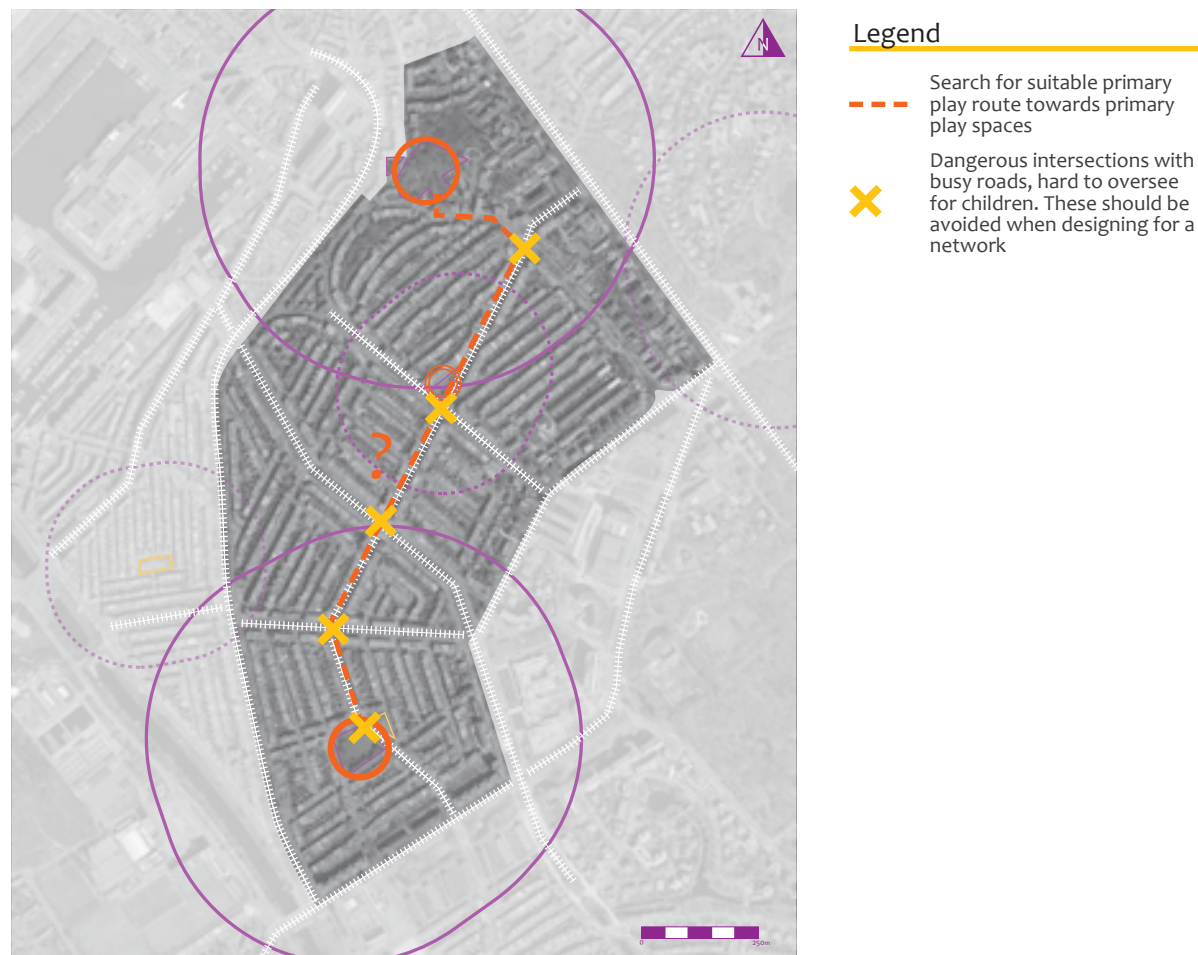 N
Legend
Search for suitable primary
play route towards primary
play spaces
Dangerous intersections with
busy roads, hard to oversee
for children. These should be
avoided when designing for a
network
?
0 250m